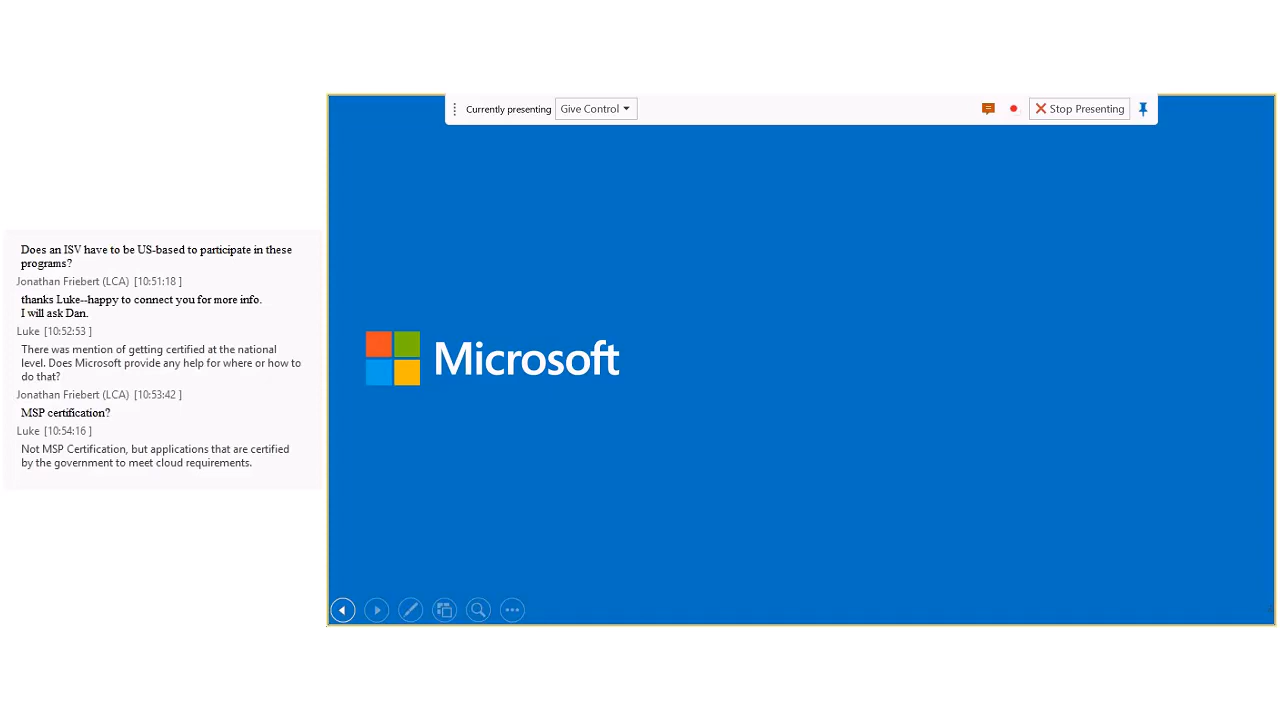 Currently presenting Give Control Stop Presenting
Does an ISV have to be US-based to participate in these
programs?
Jonathan Friebert (LCA) [10:51:18 ]
thanks Luke--happy to connect you for more info.
I will ask Dan.
Luke [10:52:53 ]
There was mention of getting certified at the national
level. Does Microsoft provide any help for where or how to
do that?
Jonathan Friebert (LCA) [10:53:42 ]
MSP certification?
Luke [10:54:16 ]
Not MSP Certification, but applications that are certified
by the government to meet cloud requirements.
Microsoft